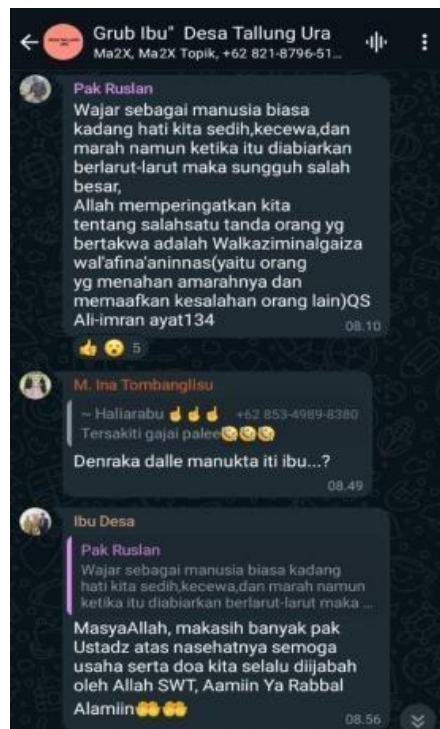 Grub Ibu" Desa Tallung Ura
Ma2X, Ma2X Topik, +62 821-8796-51...
Pak Ruslan
Wajar sebagai manusia biasa
kadang hati kita sedih,kecewa,dan
marah namun ketika itu diabiarkan
berlarut-larut maka sungguh salah
besar,
Allah memperingatkan kita
tentang salahsatu tanda orang yg
bertakwa adalah Walkaziminalgaiza
wal'afina'aninnas(yaitu orang
yg menahan amarahnya dan
memaafkan kesalahan orang lain)QS
Ali-imran ayat134
08.10
👍😮 5
M. Ina Tombanglisu
~ Haliarabu ☝☝☝ +62 853-4989-8380
Tersakiti gajai palee🤣🤣🤣
Denraka dalle manukta iti ibu...?
08.49
Ibu Desa
Pak Ruslan
Wajar sebagai manusia biasa kadang
hati kita sedih,kecewa,dan marah namun
ketika itu diabiarkan berlarut-larut maka ...
MasyaAllah, makasih banyak pak
Ustadz atas nasehatnya semoga
usaha serta doa kita selalu diijabah
oleh Allah SWT, Aamiin Ya Rabbal
Alamiin🤲🤲
08.56